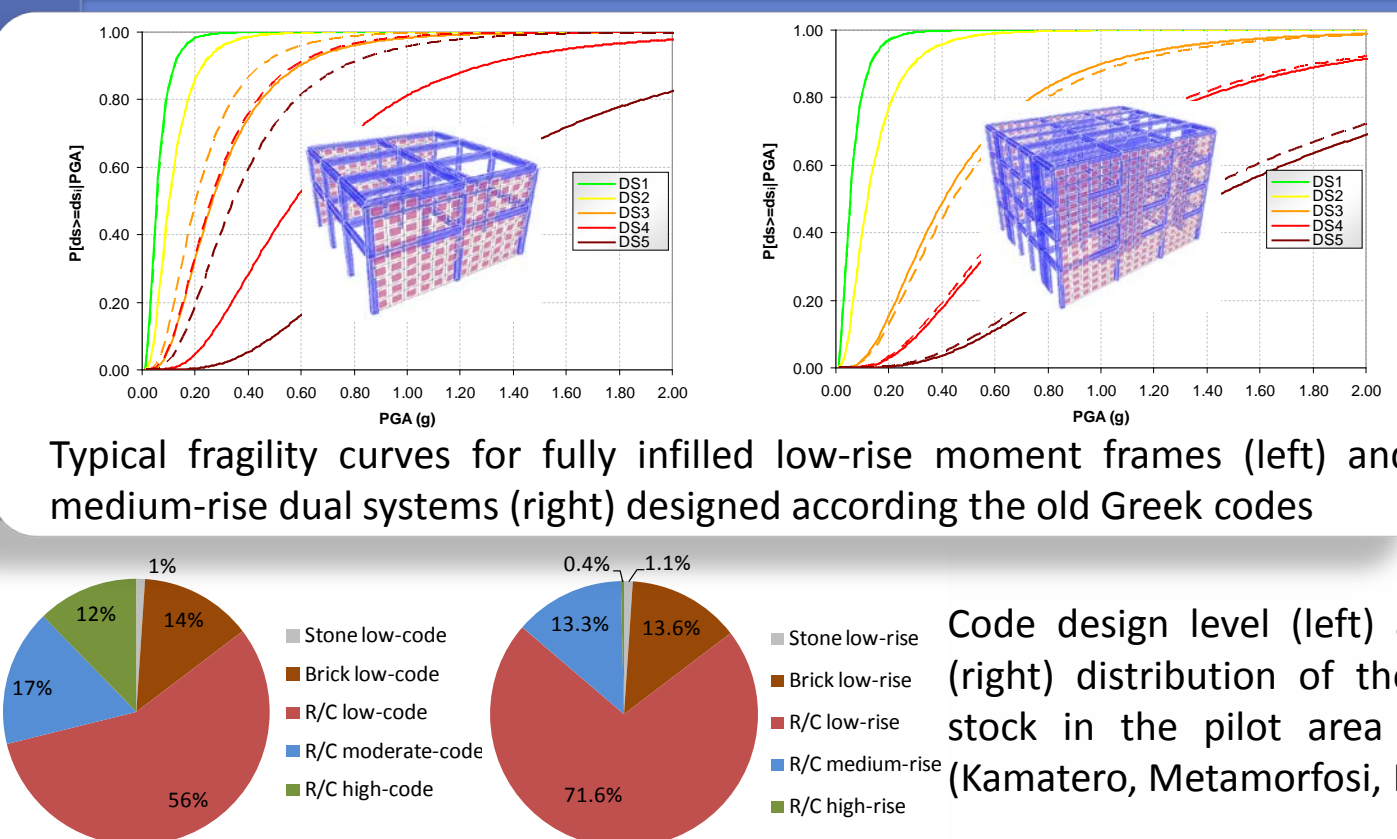 1.00
0.80
0.60
0.40
0.20
0.00
P[ds>=dsi|PGA]
0.00 0.20 0.40 0.60 0.80 1.00 1.20 1.40 1.60 1.80 2.00
PGA (g)
DS1
DS2
DS3
DS4
DS5
1.00
0.80
0.60
0.40
0.20
0.00
P[ds>=dsi|PGA]
0.00 0.20 0.40 0.60 0.80 1.00 1.20 1.40 1.60 1.80 2.00
PGA (g)
DS1
DS2
DS3
DS4
DS5
Typical fragility curves for fully infilled low-rise moment frames (left) and
medium-rise dual systems (right) designed according the old Greek codes
1%
14%
56%
17%
12%
Stone low-code
Brick low-code
R/C low-code
R/C moderate-code
R/C high-code
0.4%
1.1%
13.6%
71.6%
13.3%
Stone low-rise
Brick low-rise
R/C low-rise
R/C medium-rise
R/C high-rise
Code design level (left)
(right) distribution of the
stock in the pilot area
(Kamatero, Metamorfosi,